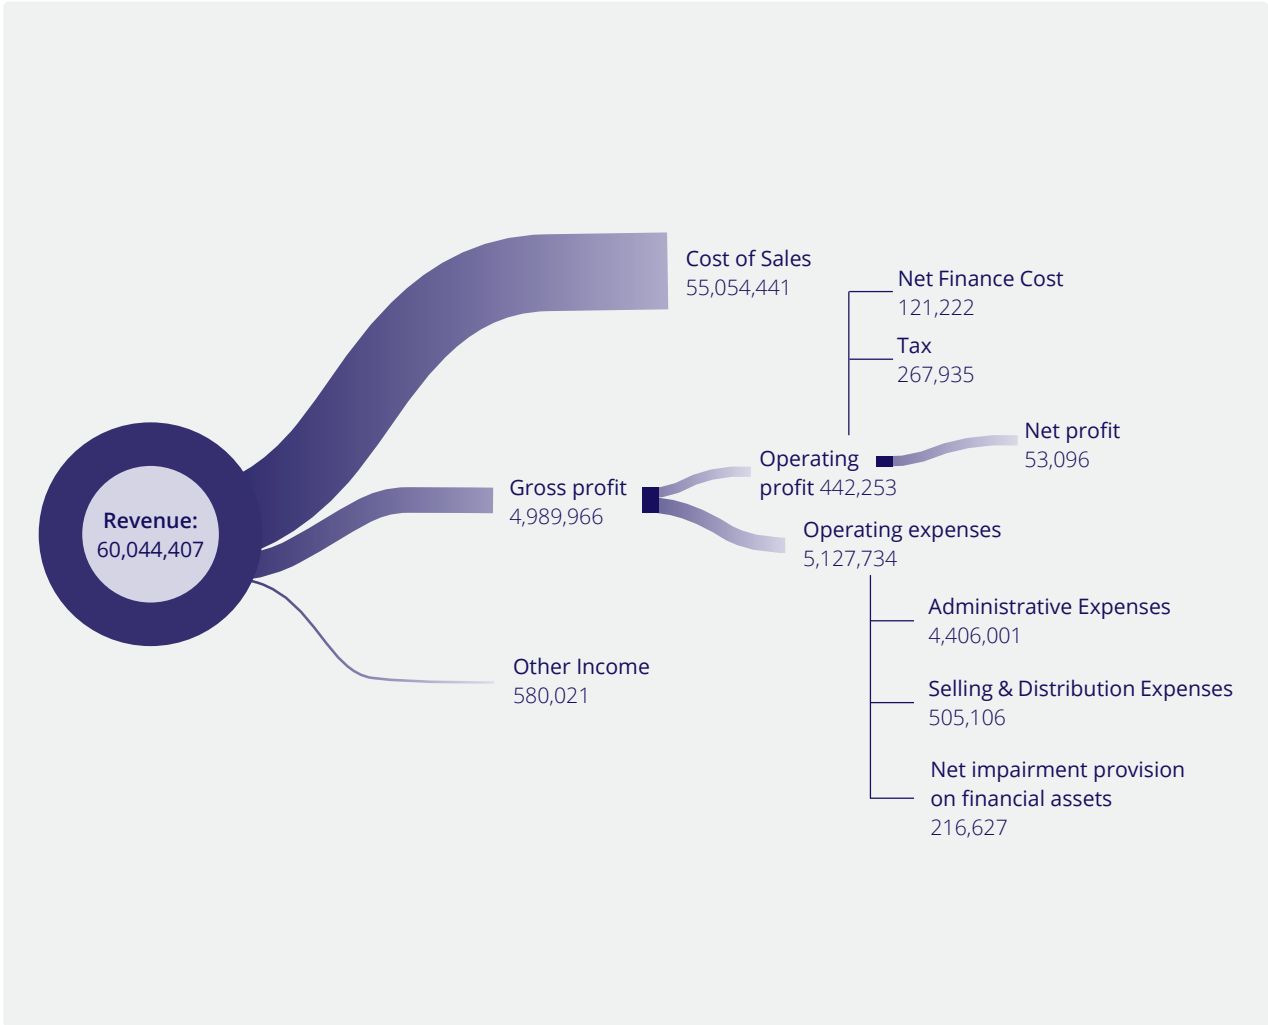 Revenue:
60,044,407
Cost of Sales
55,054,441
Gross profit
4,989,966
Other Income
580,021
Net Finance Cost
121,222
Tax
267,935
Operating
profit 442,253
Net profit
53,096
Operating expenses
5,127,734
Administrative Expenses
4,406,001
Selling & Distribution Expenses
505,106
Net impairment provision
on financial assets
216,627